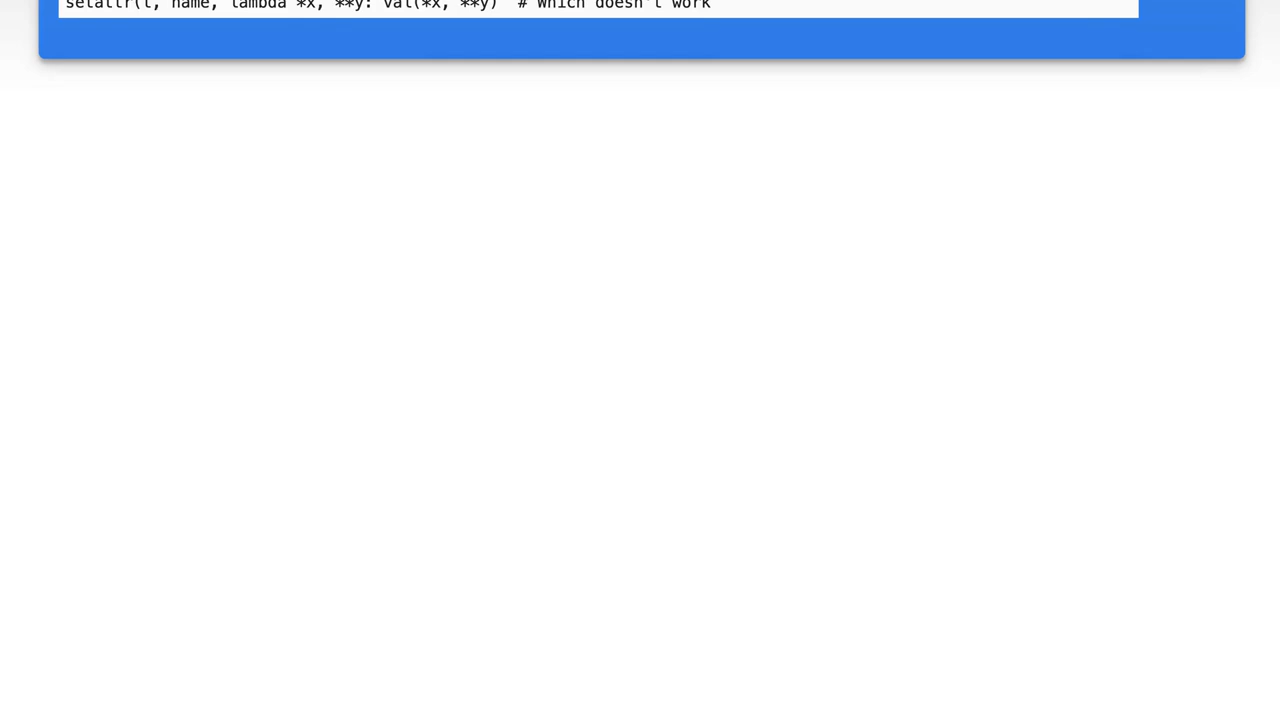 setattr(t, name, lambda *x, **y: val(*x, **y)  # Which doesn't work